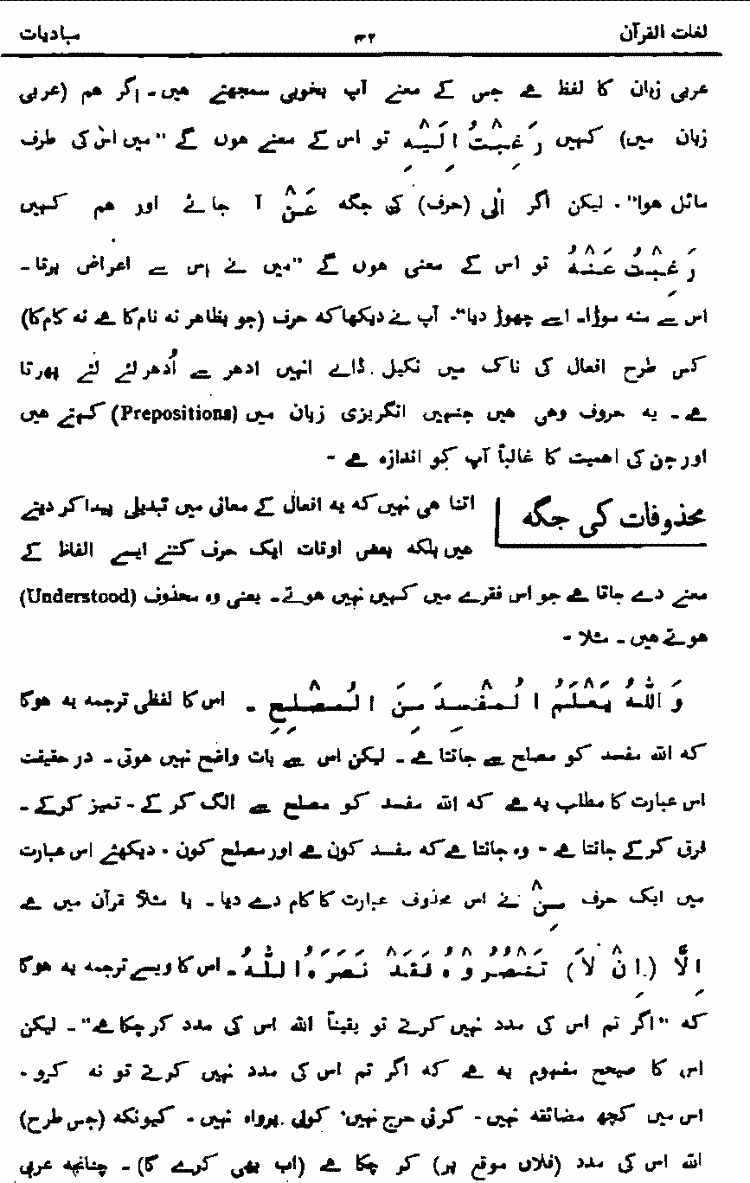 لغات القرآن ۴۲ مبادیات
عربی زبان کا لفظ ہے جس کے معنے آپ بخوبی سمجھتے ہیں۔ اگر ہم (عربی
زبان میں) کہیں رَغِبْتُ اِلَیْہِ تو اس کے معنے ہوں گے "میں اس کی طرف
مائل ہوا"۔ لیکن اگر اِلٰی (حرف) کی جگہ عَنْ آ جائے اور ہم کہیں
رَغِبْتُ عَنْہُ تو اس کے معنی ہوں گے "میں نے اس سے اعراض برتا۔
اس سے منہ موڑا۔ اسے چھوڑ دیا"۔ آپ نے دیکھا کہ حرف (جو بظاہر نہ نام کا ہے نہ کام کا)
کس طرح افعال کی ناک میں نکیل ڈالے انہیں ادھر سے اُدھر لئے لئے پھرتا
ہے۔ یہ حروف وہی ہیں جنہیں انگریزی زبان میں (Prepositions) کہتے ہیں
اور جن کی اہمیت کا غالباً آپ کو اندازہ ہے۔
محذوفات کی جگہ
اتنا ہی نہیں کہ یہ افعال کے معانی میں تبدیلی پیدا کر دیتے
ہیں بلکہ بعض اوقات ایک حرف کتنے ایسے الفاظ کے
معنے دے جاتا ہے جو اس فقرے میں کہیں نہیں ہوتے۔ یعنی وہ محذوف (Understood)
ہوتے ہیں۔ مثلا۔
وَاللّٰہُ یَعْلَمُ الْمُفْسِدَ مِنَ الْمُصْلِحِ۔ اس کا لفظی ترجمہ یہ ہوگا
کہ اللہ مفسد کو مصلح سے جانتا ہے۔ لیکن اس سے بات واضح نہیں ہوتی۔ در حقیقت
اس عبارت کا مطلب یہ ہے کہ اللہ مفسد کو مصلح سے الگ کر کے۔ تمیز کرکے۔
فرق کرکے جانتا ہے۔ وہ جانتا ہے کہ مفسد کون ہے اور مصلح کون۔ دیکھئے اس عبارت
میں ایک حرف مِنْ نے اس محذوف عبارت کا کام دے دیا۔ یا مثلاً قرآن میں ہے
اِلَّا (اِنْ لَا) تَنْصُرُوْہُ فَقَدْ نَصَرَہُ اللّٰہُ۔ اس کا ویسے ترجمہ یہ ہوگا
کہ "اگر تم اس کی مدد نہیں کرتے تو یقیناً اللہ اس کی مدد کر چکا ہے"۔ لیکن
اس کا صحیح مفہوم یہ ہے کہ اگر تم اس کی مدد نہیں کرتے تو نہ کرو۔
اس میں کچھ مضائقہ نہیں۔ کوئی حرج نہیں۔ کوئی پرواہ نہیں۔ کیونکہ (جس طرح)
اللہ اس کی مدد (فلاں موقع پر) کر چکا ہے (اب بھی کرے گا)۔ چنانچہ عربی